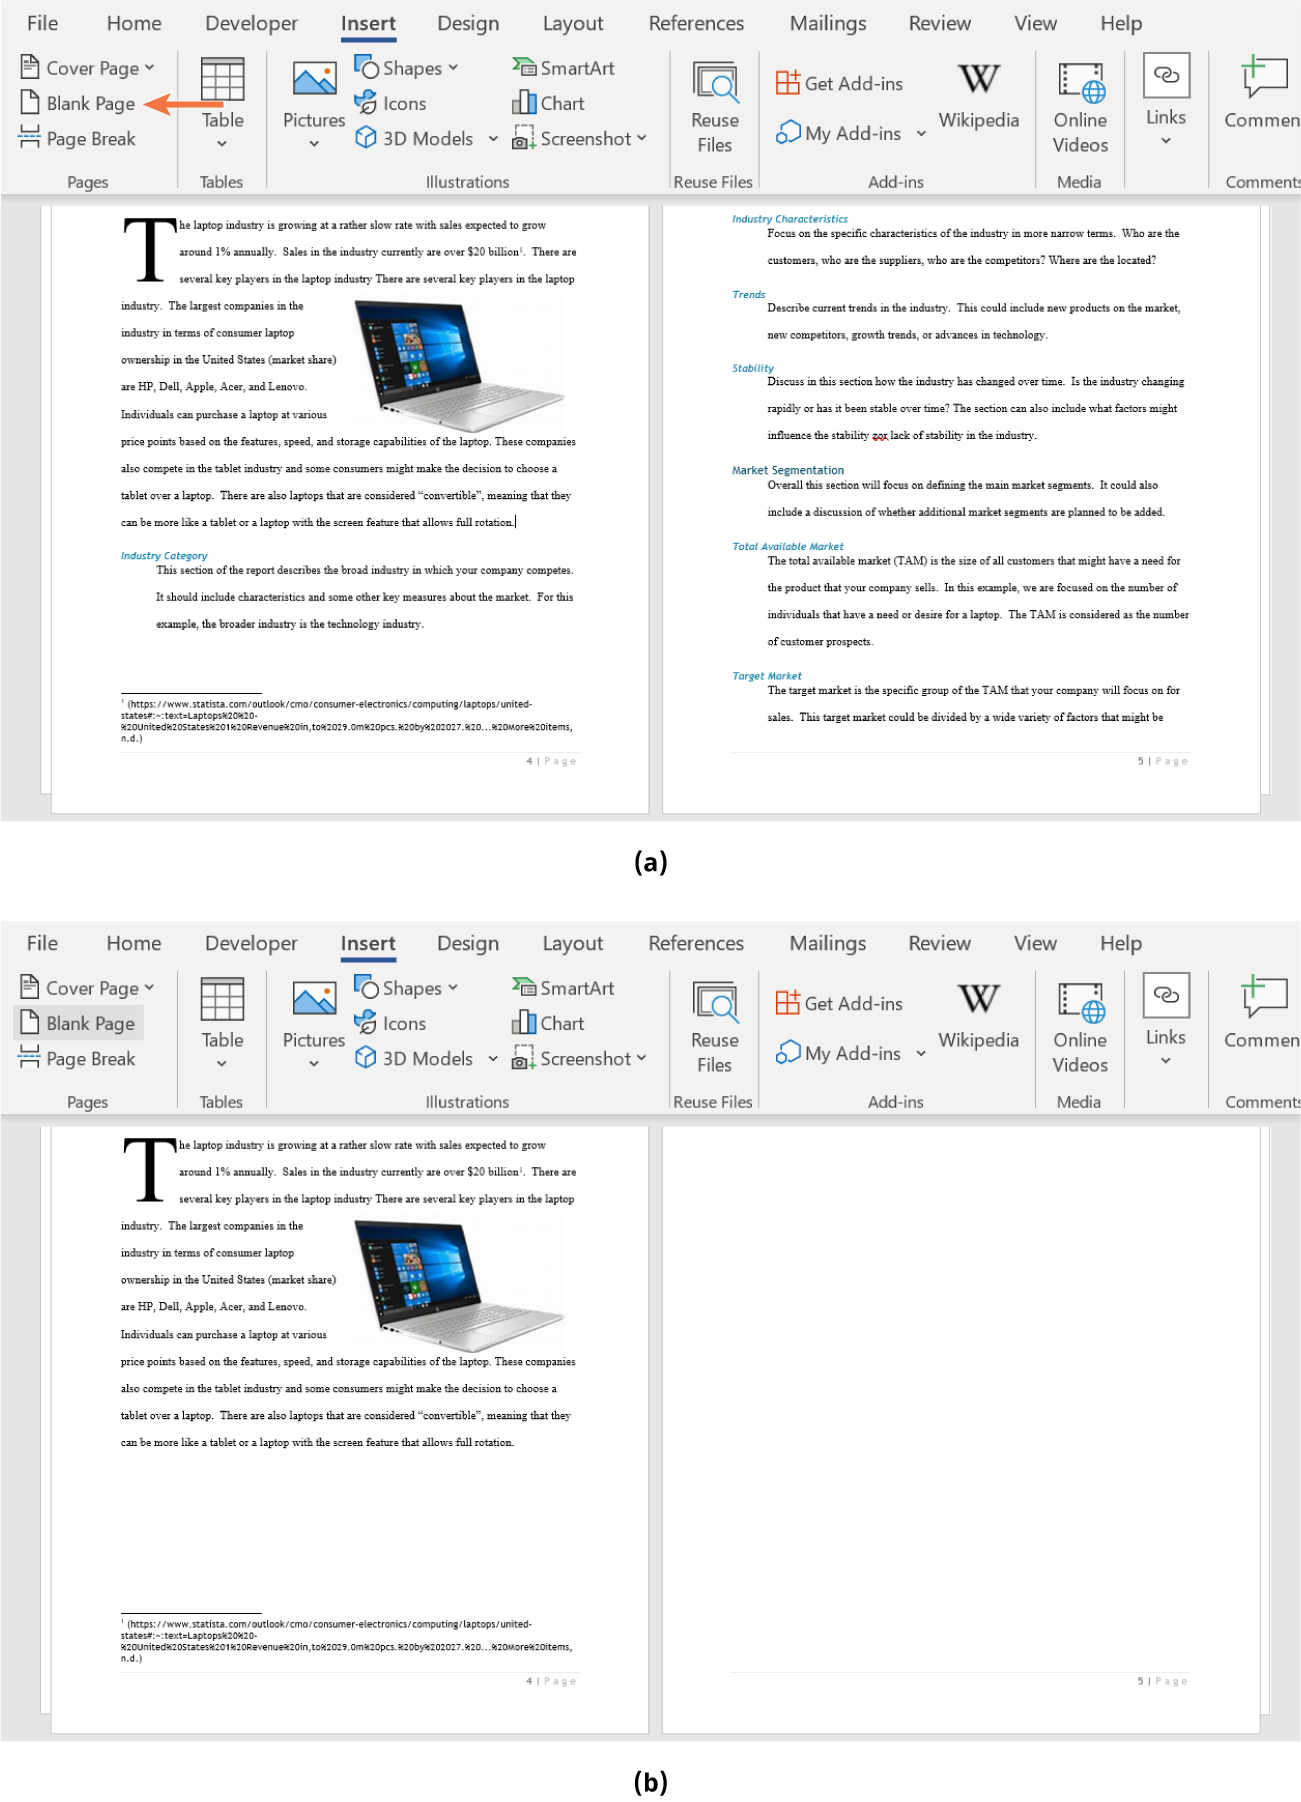 File Home Developer Insert Design Layout References Mailings Review View Help
Cover Page
Blank Page
Page Break
Pages
Table
Tables
Pictures
Shapes
Icons
3D Models
SmartArt
Chart
Screenshot
Illustrations
Reuse
Files
Reuse Files
Get Add-ins
My Add-ins
W
Wikipedia
Add-ins
Online
Videos
Media
Links
Commen
Comments
The laptop industry is growing at a rather slow rate with sales expected to grow
around 1% annually.  Sales in the industry currently are over $20 billion¹.  There are
several key players in the laptop industry There are several key players in the laptop
industry.  The largest companies in the
industry in terms of consumer laptop
ownership in the United States (market share)
are HP, Dell, Apple, Acer, and Lenovo.
Individuals can purchase a laptop at various
price points based on the features, speed, and storage capabilities of the laptop. These companies
also compete in the tablet industry and some consumers might make the decision to choose a
tablet over a laptop.  There are also laptops that are considered “convertible”, meaning that they
can be more like a tablet or a laptop with the screen feature that allows full rotation.
Industry Category
This section of the report describes the broad industry in which your company competes.
It should include characteristics and some other key measures about the market.  For this
example, the broader industry is the technology industry.
¹ (https://www.statista.com/outlook/cmo/consumer-electronics/computing/laptops/united-
states#:~:text=Laptops%20%20-
%20United%20States%201%20Revenue%20in,to%2029.0m%20pcs.%20by%202027.%20...%20More%20items,
n.d.)
4 | Page
Industry Characteristics
Focus on the specific characteristics of the industry in more narrow terms.  Who are the
customers, who are the suppliers, who are the competitors? Where are the located?
Trends
Describe current trends in the industry.  This could include new products on the market,
new competitors, growth trends, or advances in technology.
Stability
Discuss in this section how the industry has changed over time.  Is the industry changing
rapidly or has it been stable over time? The section can also include what factors might
influence the stability zor lack of stability in the industry.
Market Segmentation
Overall this section will focus on defining the main market segments.  It could also
include a discussion of whether additional market segments are planned to be added.
Total Available Market
The total available market (TAM) is the size of all customers that might have a need for
the product that your company sells.  In this example, we are focused on the number of
individuals that have a need or desire for a laptop.  The TAM is considered as the number
of customer prospects.
Target Market
The target market is the specific group of the TAM that your company will focus on for
sales.  This target market could be divided by a wide variety of factors that might be
5 | Page
(a)
File Home Developer Insert Design Layout References Mailings Review View Help
Cover Page
Blank Page
Page Break
Pages
Table
Tables
Pictures
Shapes
Icons
3D Models
SmartArt
Chart
Screenshot
Illustrations
Reuse
Files
Reuse Files
Get Add-ins
My Add-ins
W
Wikipedia
Add-ins
Online
Videos
Media
Links
Commen
Comments
The laptop industry is growing at a rather slow rate with sales expected to grow
around 1% annually.  Sales in the industry currently are over $20 billion¹.  There are
several key players in the laptop industry There are several key players in the laptop
industry.  The largest companies in the
industry in terms of consumer laptop
ownership in the United States (market share)
are HP, Dell, Apple, Acer, and Lenovo.
Individuals can purchase a laptop at various
price points based on the features, speed, and storage capabilities of the laptop. These companies
also compete in the tablet industry and some consumers might make the decision to choose a
tablet over a laptop.  There are also laptops that are considered “convertible”, meaning that they
can be more like a tablet or a laptop with the screen feature that allows full rotation.
¹ (https://www.statista.com/outlook/cmo/consumer-electronics/computing/laptops/united-
states#:~:text=Laptops%20%20-
%20United%20States%201%20Revenue%20in,to%2029.0m%20pcs.%20by%202027.%20...%20More%20items,
n.d.)
4 | Page
5 | Page
(b)